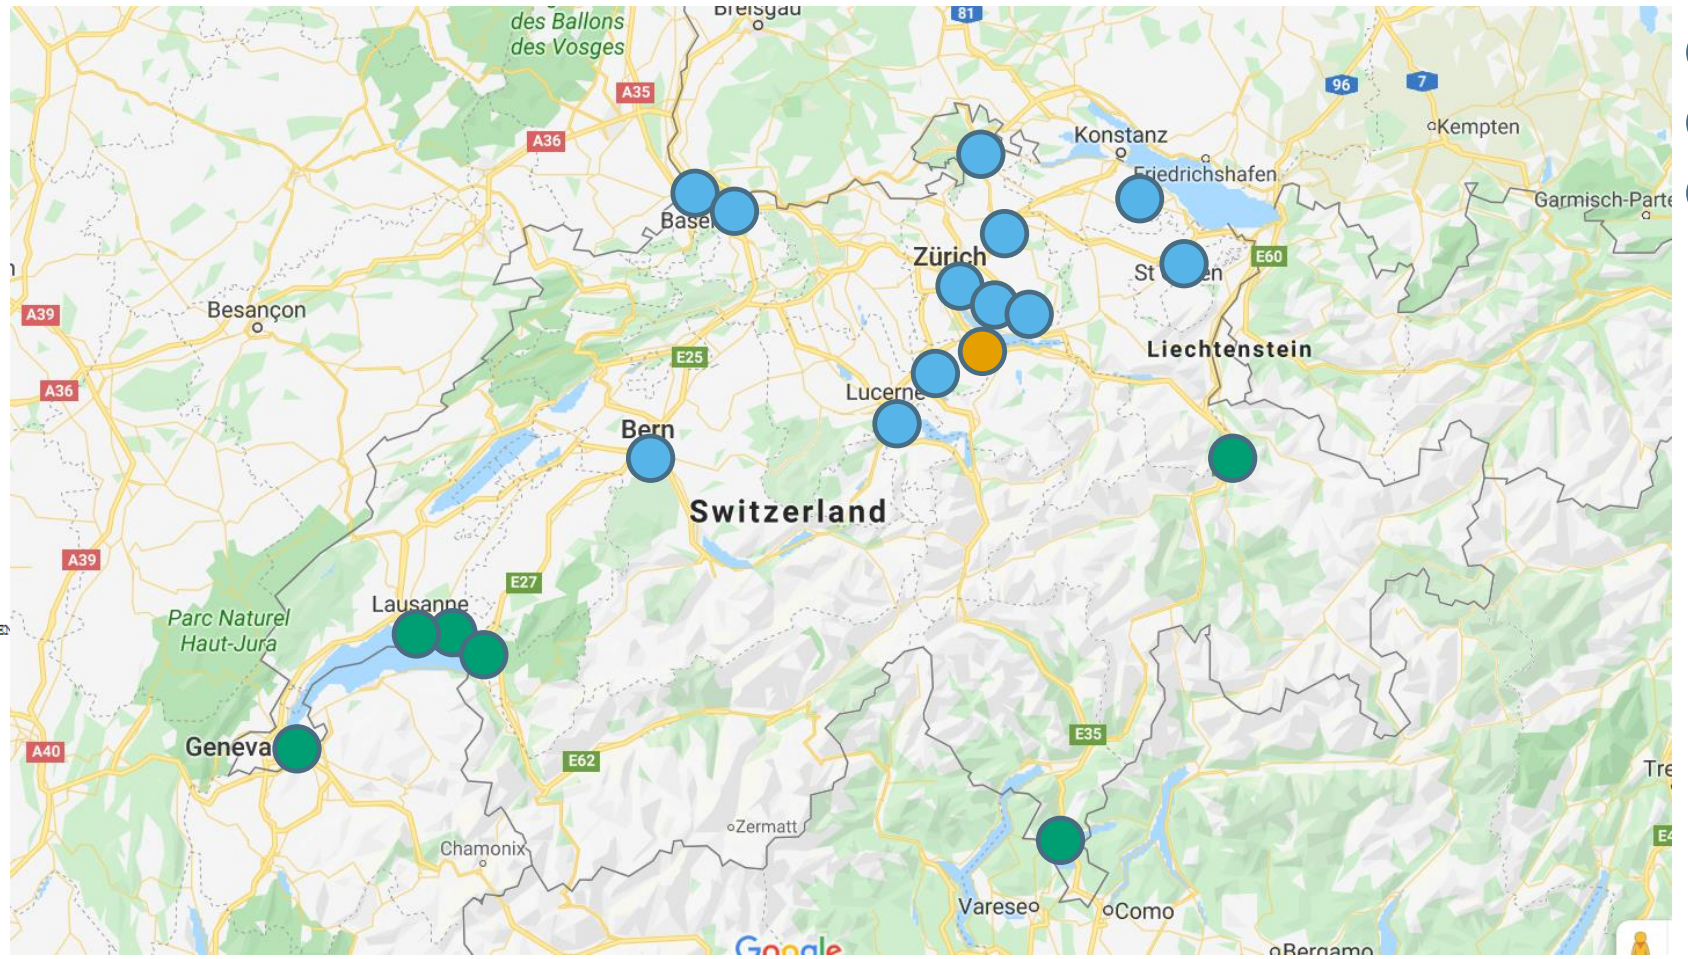 Breisgau
81
des Ballons
des Vosges
A35
96
7
A36
Konstanz
Kempten
Friedrichshafen
Garmisch-Parte
Basel
Zürich
E60
St
en
Besançon
A39
E25
Liechtenstein
A36
Lucerne
Bern
Switzerland
A39
E27
Lausanne
Parc Naturel
Haut-Jura
Geneva
A40
E62
E35
Tre
Zermatt
Chamonix
E4
Varese
Como
Google
Bergamo